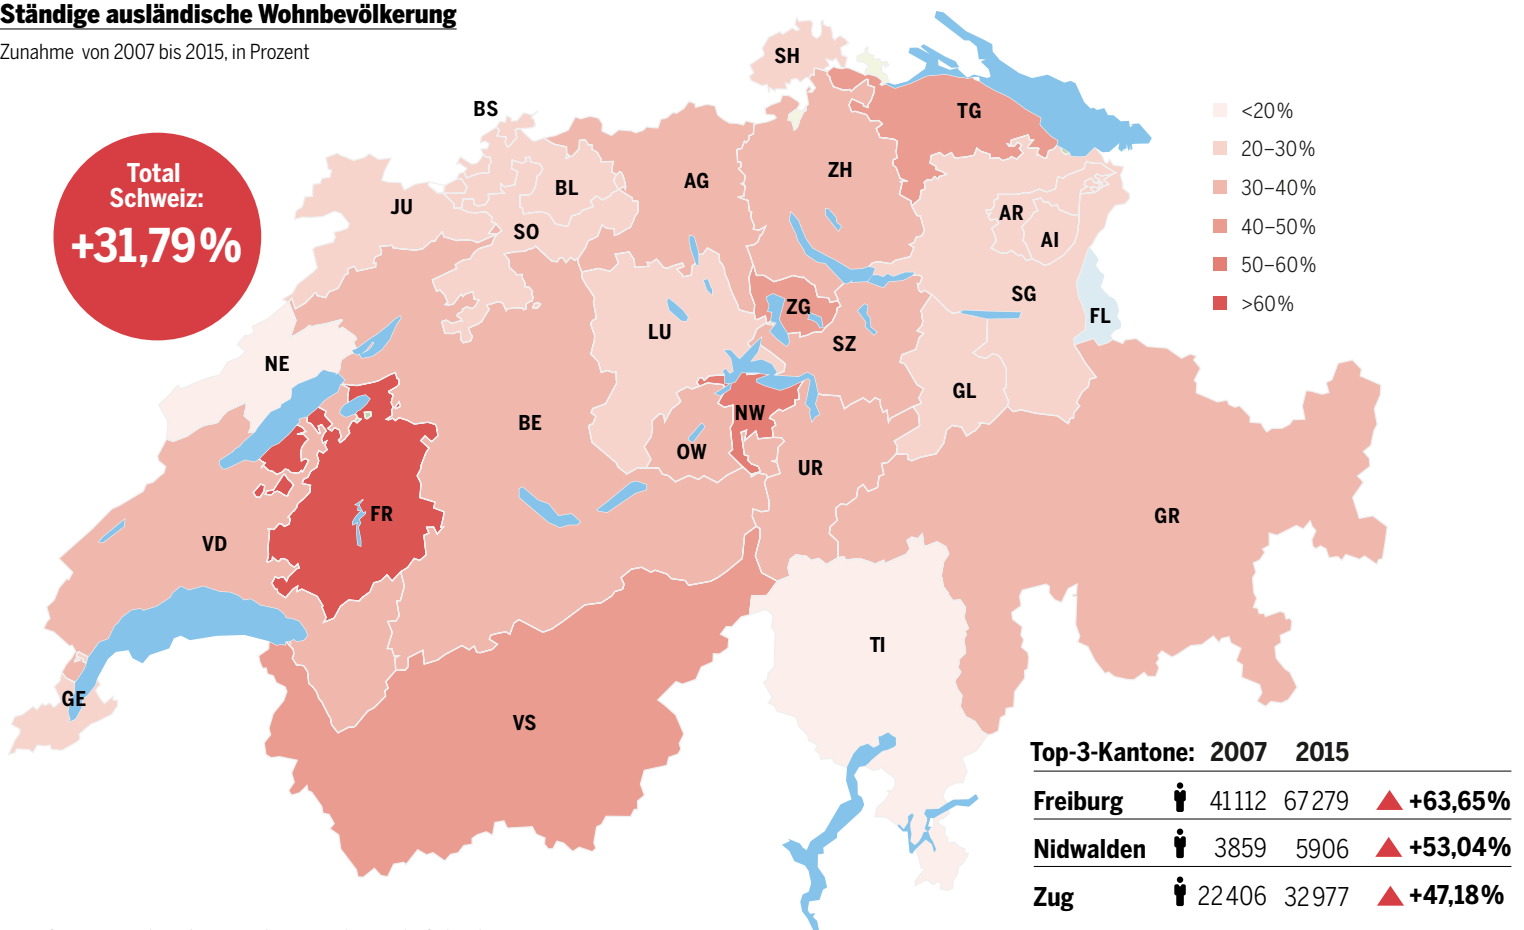 Ständige ausländische Wohnbevölkerung
Zunahme von 2007 bis 2015, in Prozent
Total
Schweiz:
+31,79%
SH
BS
TG
<20%
20–30%
30–40%
40–50%
50–60%
>60%
ZH
AG
BL
JU
SO
AR
AI
SG
FL
ZG
LU
SZ
NE
GL
NW
BE
OW
UR
FR
GR
VD
TI
GE
VS
Top-3-Kantone: 2007 2015
Freiburg 41112 67279 +63,65%
Nidwalden 3859 5906 +53,04%
Zug 22406 32977 +47,18%